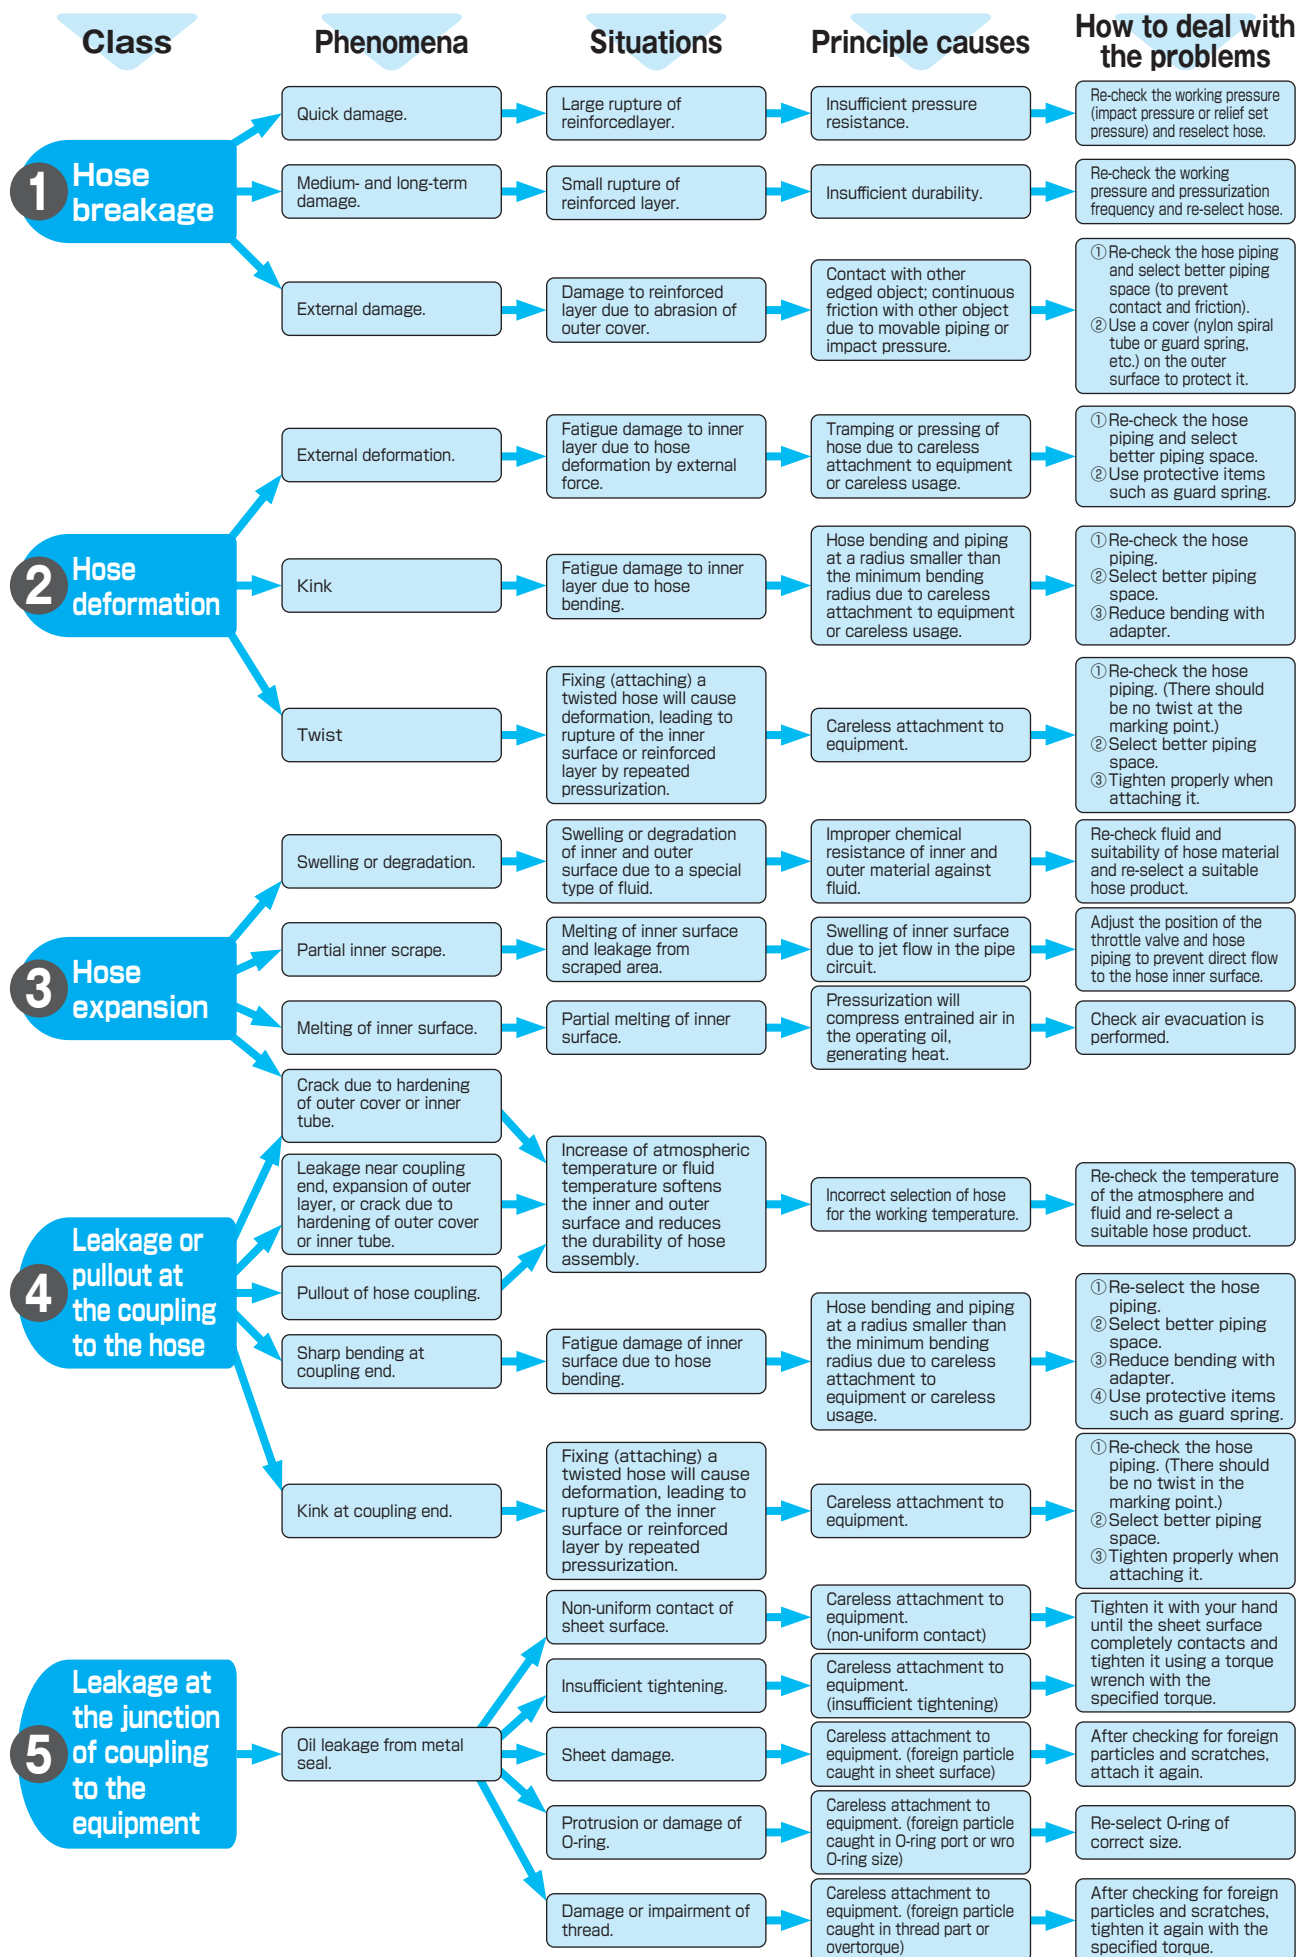 Class
Phenomena
Situations
Principle causes
How to deal with
the problems
1
Hose
breakage
Quick damage.
Large rupture of
reinforcedlayer.
Insufficient pressure
resistance.
Re-check the working pressure
(impact pressure or relief set
pressure) and reselect hose.
Medium- and long-term
damage.
Small rupture of
reinforced layer.
Insufficient durability.
Re-check the working
pressure and pressurization
frequency and re-select hose.
External damage.
Damage to reinforced
layer due to abrasion of
outer cover.
Contact with other
edged object; continuous
friction with other object
due to movable piping or
impact pressure.
①Re-check the hose piping
and select better piping
space (to prevent
contact and friction).
②Use a cover (nylon spiral
tube or guard spring,
etc.) on the outer
surface to protect it.
2
Hose
deformation
External deformation.
Fatigue damage to inner
layer due to hose
deformation by external
force.
Tramping or pressing of
hose due to careless
attachment to equipment
or careless usage.
①Re-check the hose
piping and select
better piping space.
②Use protective items
such as guard spring.
Kink
Fatigue damage to inner
layer due to hose
bending.
Hose bending and piping
at a radius smaller than
the minimum bending
radius due to careless
attachment to equipment
or careless usage.
①Re-check the hose
piping.
②Select better piping
space.
③Reduce bending with
adapter.
Twist
Fixing (attaching) a
twisted hose will cause
deformation, leading to
rupture of the inner
surface or reinforced
layer by repeated
pressurization.
Careless attachment to
equipment.
①Re-check the hose
piping. (There should
be no twist at the
marking point.)
②Select better piping
space.
③Tighten properly when
attaching it.
3
Hose
expansion
Swelling or degradation.
Swelling or degradation
of inner and outer
surface due to a special
type of fluid.
Improper chemical
resistance of inner and
outer material against
fluid.
Re-check fluid and
suitability of hose material
and re-select a suitable
hose product.
Partial inner scrape.
Melting of inner surface
and leakage from
scraped area.
Swelling of inner surface
due to jet flow in the pipe
circuit.
Adjust the position of the
throttle valve and hose
piping to prevent direct flow
to the hose inner surface.
Melting of inner surface.
Partial melting of inner
surface.
Pressurization will
compress entrained air in
the operating oil,
generating heat.
Check air evacuation is
performed.
Crack due to hardening
of outer cover or inner
tube.
4
Leakage or
pullout at
the coupling
to the hose
Leakage near coupling
end, expansion of outer
layer, or crack due to
hardening of outer cover
or inner tube.
Pullout of hose coupling.
Increase of atmospheric
temperature or fluid
temperature softens
the inner and outer
surface and reduces
the durability of hose
assembly.
Incorrect selection of hose
for the working temperature.
Re-check the temperature
of the atmosphere and
fluid and re-select a
suitable hose product.
Sharp bending at
coupling end.
Fatigue damage of inner
surface due to hose
bending.
Hose bending and piping
at a radius smaller than
the minimum bending
radius due to careless
attachment to
equipment or careless
usage.
①Re-select the hose
piping.
②Select better piping
space.
③Reduce bending with
adapter.
④Use protective items
such as guard spring.
Kink at coupling end.
Fixing (attaching) a
twisted hose will cause
deformation, leading to
rupture of the inner
surface or reinforced
layer by repeated
pressurization.
Careless attachment to
equipment.
①Re-check the hose
piping. (There should
be no twist in the
marking point.)
②Select better piping
space.
③Tighten properly when
attaching it.
5
Leakage at
the junction
of coupling
to the
equipment
Oil leakage from metal
seal.
Non-uniform contact of
sheet surface.
Careless attachment to
equipment.
(non-uniform contact)
Tighten it with your hand
until the sheet surface
completely contacts and
tighten it using a torque
wrench with the
specified torque.
Insufficient tightening.
Careless attachment to
equipment.
(insufficient tightening)
Sheet damage.
Careless attachment to
equipment. (foreign particle
caught in sheet surface)
After checking for foreign
particles and scratches,
attach it again.
Protrusion or damage of
O-ring.
Careless attachment to
equipment. (foreign particle
caught in O-ring port or wro
O-ring size)
Re-select O-ring of
correct size.
Damage or impairment of
thread.
Careless attachment to
equipment. (foreign particle
caught in thread part or
overtorque)
After checking for foreign
particles and scratches,
tighten it again with the
specified torque.